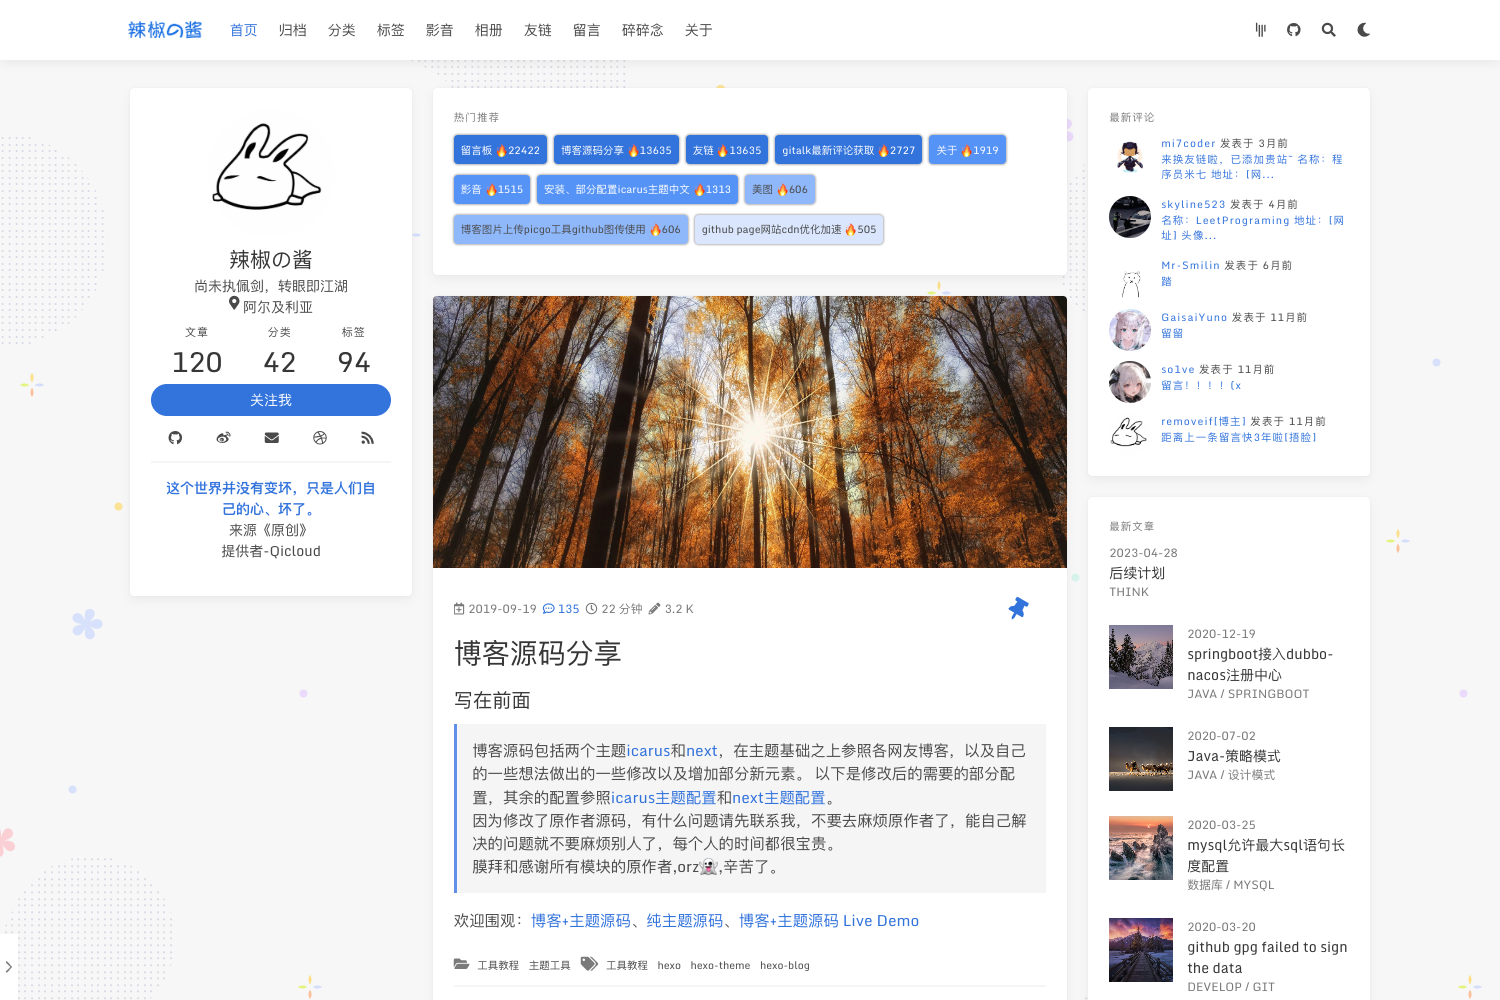 辣椒の酱 首页 归档 分类 标签 影音 相册 友链 留言 碎碎念 关于
辣椒の酱
尚未执佩剑，转眼即江湖
阿尔及利亚
文章 分类 标签
120 42 94
关注我
这个世界并没有变坏，只是人们自
己的心、坏了。
来源《原创》
提供者-Qicloud
热门推荐
留言板 🔥22422 博客源码分享 🔥13635 友链 🔥13635 gitalk最新评论获取 🔥2727 关于 🔥1919
影音 🔥1515 安装、部分配置icarus主题中文 🔥1313 美图 🔥606
博客图片上传picgo工具github图传使用 🔥606 github page网站cdn优化加速 🔥505
2019-09-19 135 22 分钟 3.2 K
博客源码分享
写在前面
博客源码包括两个主题icarus和next，在主题基础之上参照各网友博客，以及自己
的一些想法做出的一些修改以及增加部分新元素。 以下是修改后的需要的部分配
置，其余的配置参照icarus主题配置和next主题配置。
因为修改了原作者源码，有什么问题请先联系我，不要去麻烦原作者了，能自己解
决的问题就不要麻烦别人了，每个人的时间都很宝贵。
膜拜和感谢所有模块的原作者,orz👻,辛苦了。
欢迎围观：博客+主题源码、纯主题源码、博客+主题源码 Live Demo
工具教程 主题工具 工具教程 hexo hexo-theme hexo-blog
最新评论
mi7coder 发表于 3月前
来换友链啦，已添加贵站~ 名称：程
序员米七 地址：[网...
skyline523 发表于 4月前
名称：LeetPrograming 地址：[网
址] 头像...
Mr-Smilin 发表于 6月前
踏
GaisaiYuno 发表于 11月前
留留
so1ve 发表于 11月前
留言！！！！(x
removeif[博主] 发表于 11月前
距离上一条留言快3年啦[捂脸]
最新文章
2023-04-28
后续计划
THINK
2020-12-19
springboot接入dubbo-
nacos注册中心
JAVA / SPRINGBOOT
2020-07-02
Java-策略模式
JAVA / 设计模式
2020-03-25
mysql允许最大sql语句长
度配置
数据库 / MYSQL
2020-03-20
github gpg failed to sign
the data
DEVELOP / GIT